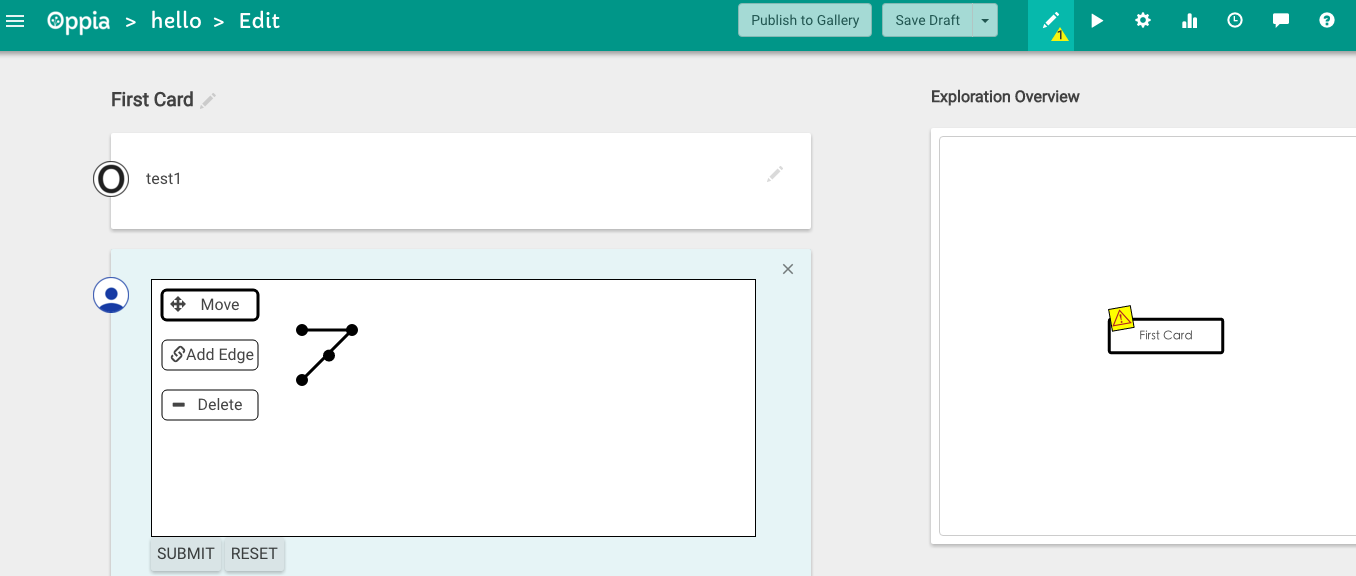 Oppia > hello > Edit
Publish to Gallery
Save Draft
1
?
First Card
Exploration Overview
test1
Move
Add Edge
Delete
First Card
SUBMIT
RESET